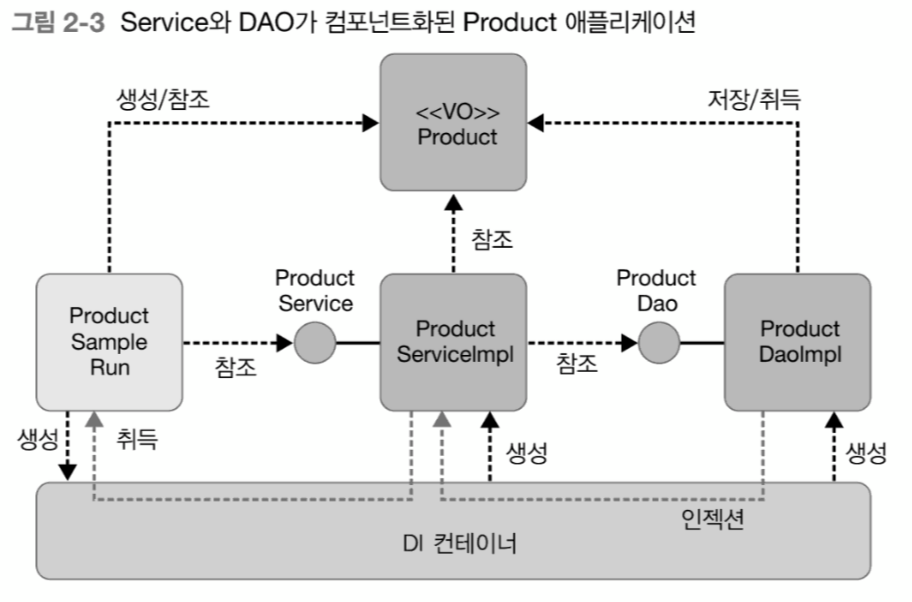 그림 2-3 Service와 DAO가 컴포넌트화된 Product 애플리케이션
생성/참조
<<VO>>
Product
저장/취득
참조
Product
Service
Product
Dao
Product
Sample
Run
참조
Product
ServiceImpl
참조
Product
DaoImpl
생성
취득
생성
생성
인젝션
DI 컨테이너